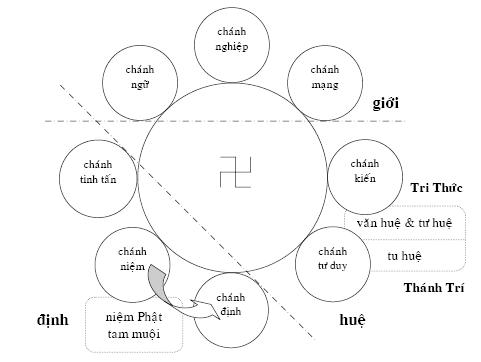 chánh
nghiệp
chánh
ngữ
chánh
mạng
giới
chánh
tinh tấn
卐
chánh
kiến
Tri Thức
văn huệ & tư huệ
chánh
niệm
chánh
tư duy
tu huệ
Thánh Trí
chánh
định
định
niệm Phật
tam muội
huệ